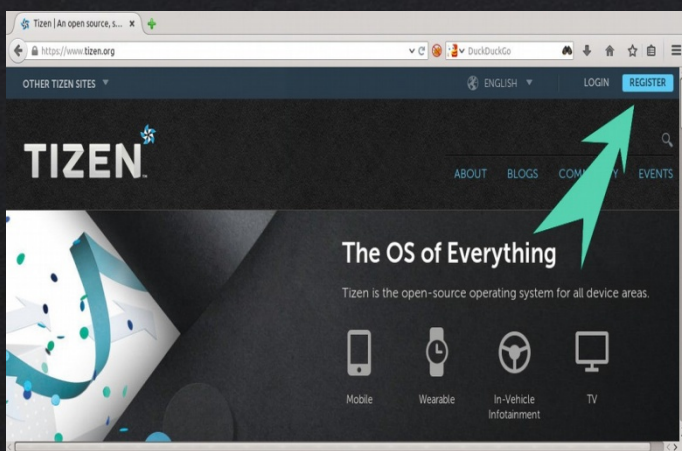 Tizen | An open source, s...
https://www.tizen.org
DuckDuckGo
OTHER TIZEN SITES
ENGLISH
LOGIN
REGISTER
TIZEN™
ABOUT
BLOGS
EVENTS
The OS of Everything
Tizen is the open-source operating system for all device areas.
Mobile
Wearable
In-Vehicle
Infotainment
TV